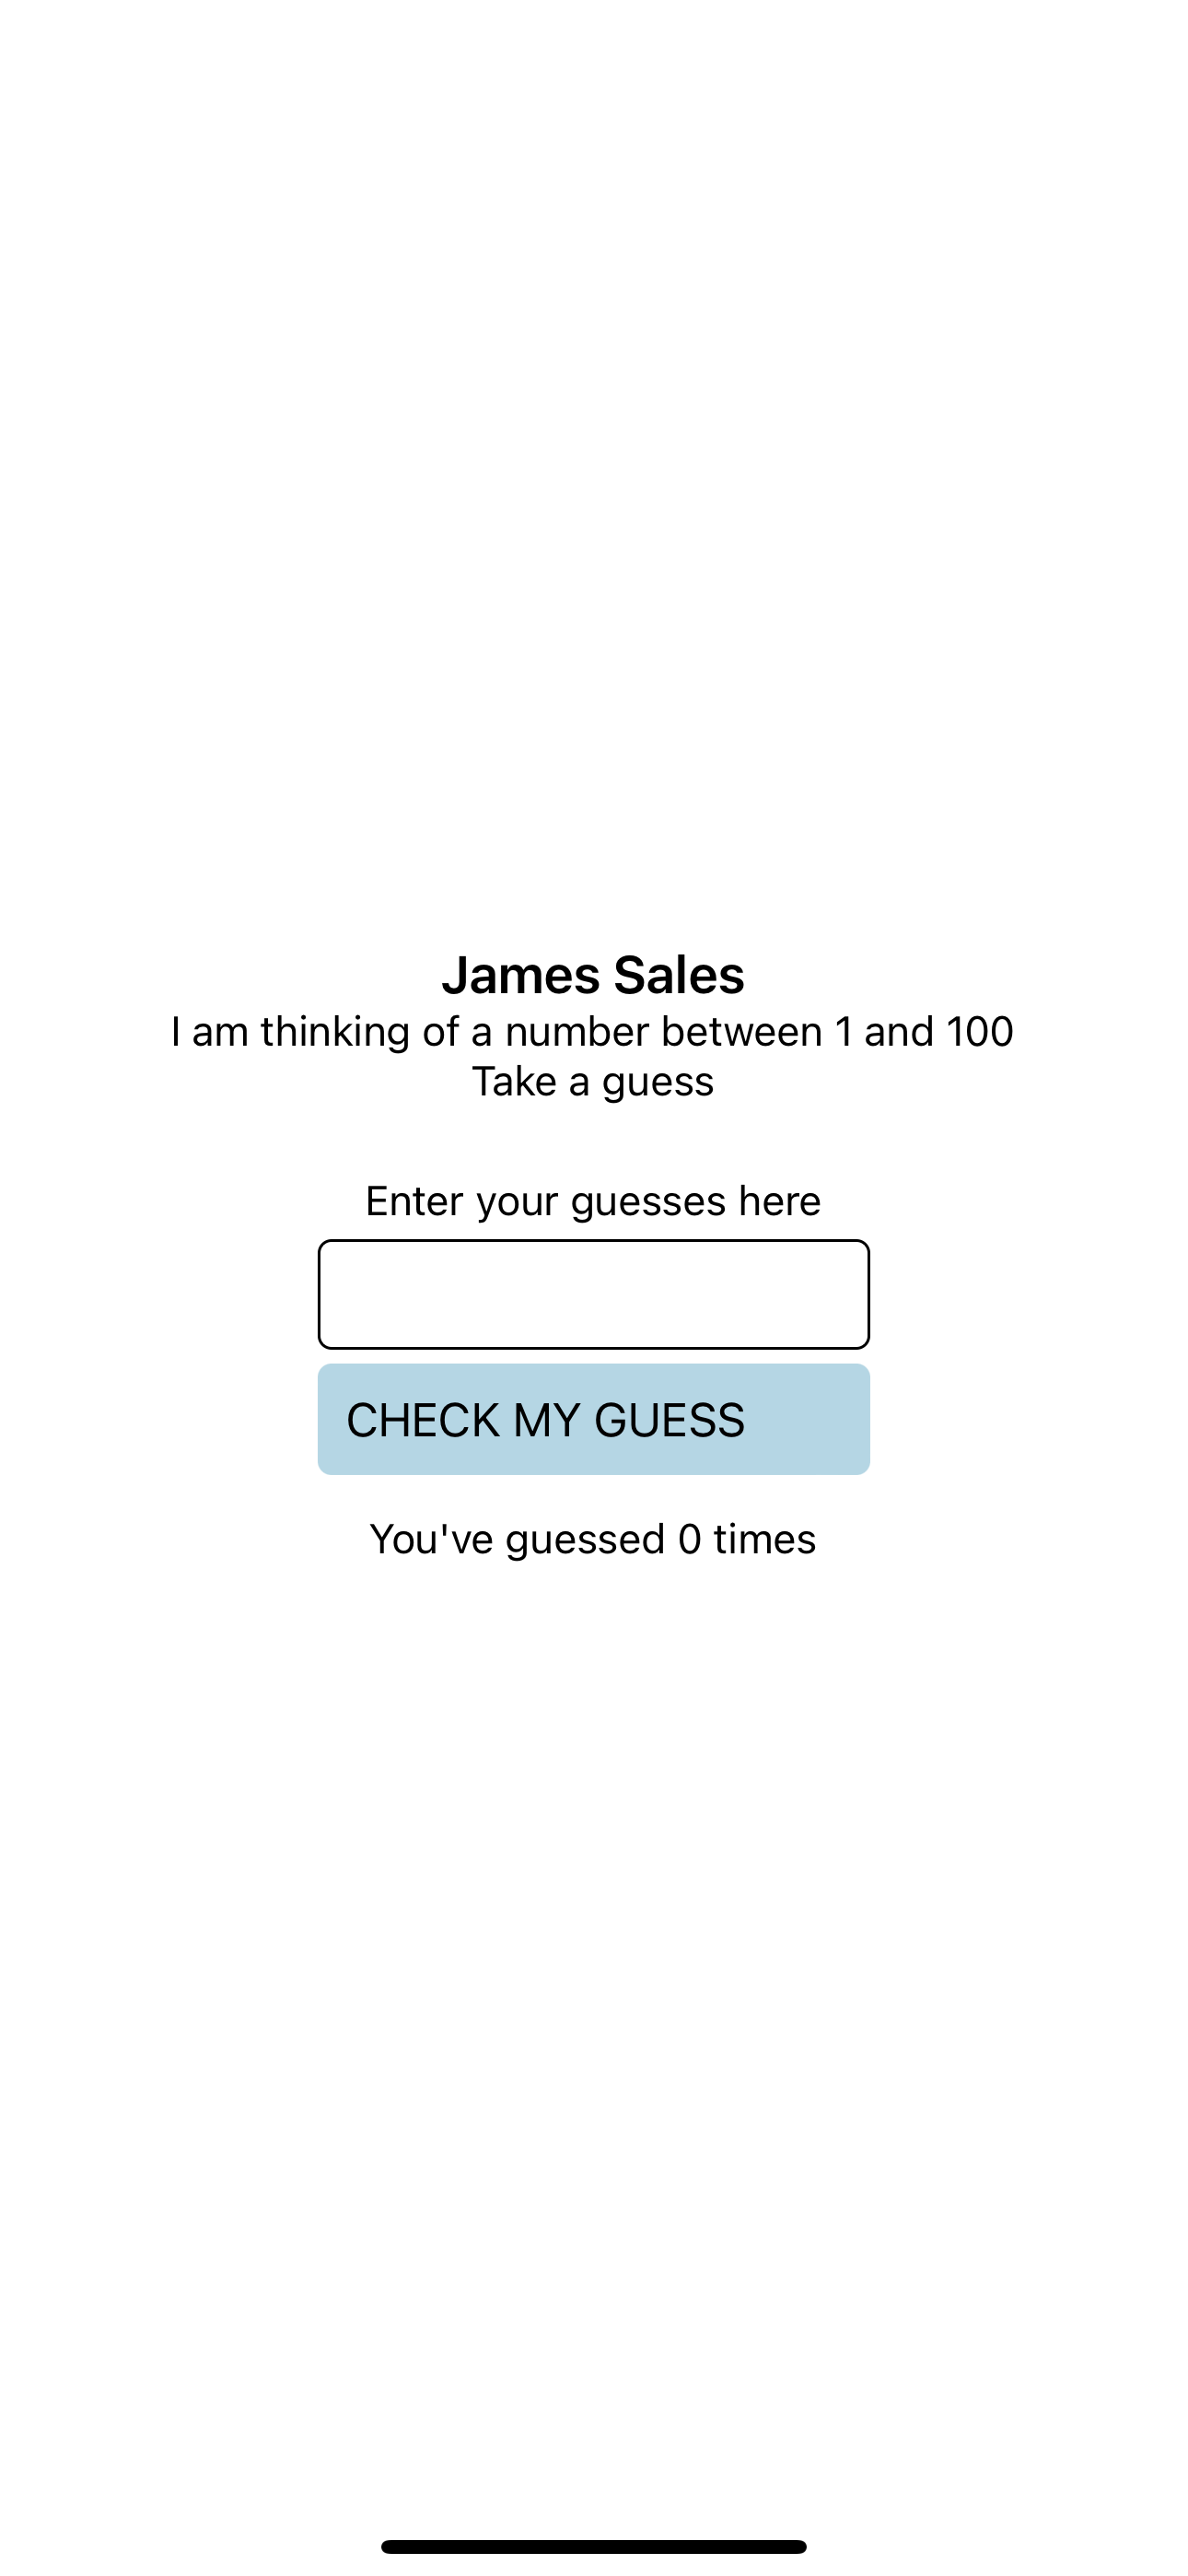 James Sales
I am thinking of a number between 1 and 100
Take a guess
Enter your guesses here
CHECK MY GUESS
You've guessed 0 times